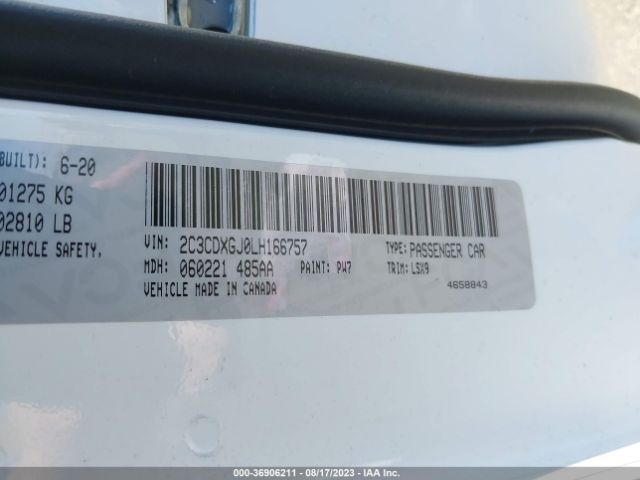 BUILT): 6-20
01275 KG
02810 LB
VEHICLE SAFETY,
VIN: 2C3CDXGJ0LH166757
TYPE: PASSENGER CAR
MDH: 060221 485AA
PAINT: PW7
TRIM: LSX9
VEHICLE MADE IN CANADA
4658843
000-36906211 - 08/17/2023 - IAA Inc.